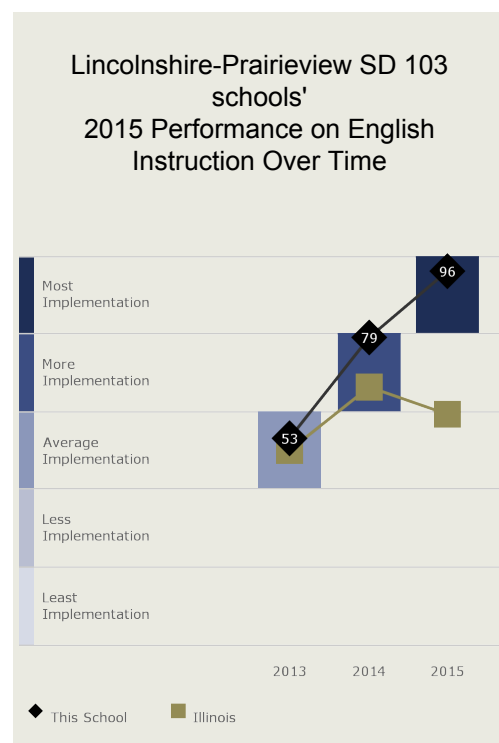 Lincolnshire-Prairieview SD 103
schools'
2015 Performance on English
Instruction Over Time
Most
Implementation
96
79
More
Implementation
53
Average
Implementation
Less
Implementation
Least
Implementation
2013 2014 2015
This School Illinois